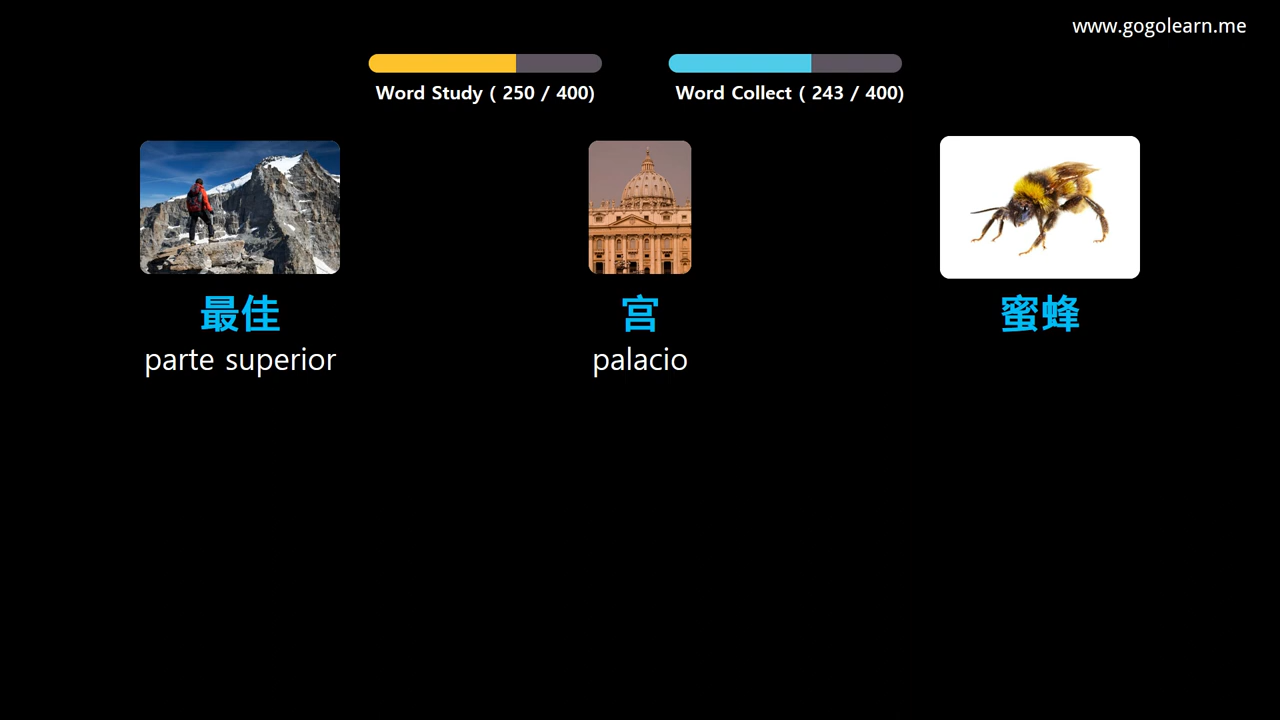 www.gogolearn.me
Word Study ( 250 / 400)
Word Collect ( 243 / 400)
最佳
parte superior
宫
palacio
蜜蜂